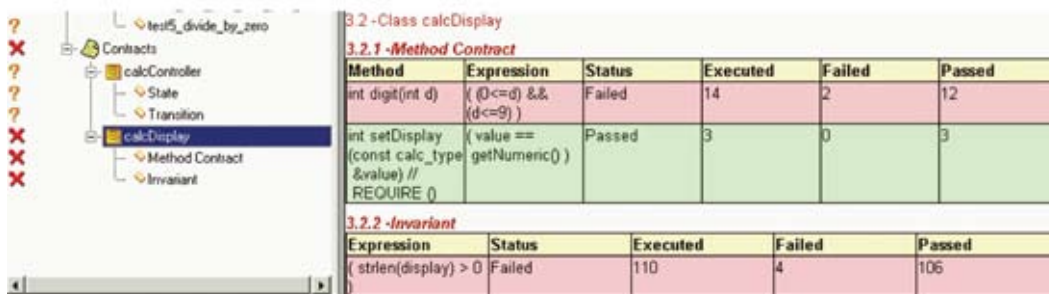 ? test5_divide_by_zero
Contracts
? calcController
? State
? Transition
calcDisplay
Method Contract
Invariant
3.2 -Class calcDisplay
3.2.1 -Method Contract
Method Expression Status Executed Failed Passed
int digit(int d) ( (0<=d) && (d<=9) ) Failed 14 2 12
int setDisplay (const calc_type &value) // REQUIRE () ( value == getNumeric() ) Passed 3 0 3
3.2.2 -Invariant
Expression Status Executed Failed Passed
( strlen(display) > 0 ) Failed 110 4 106